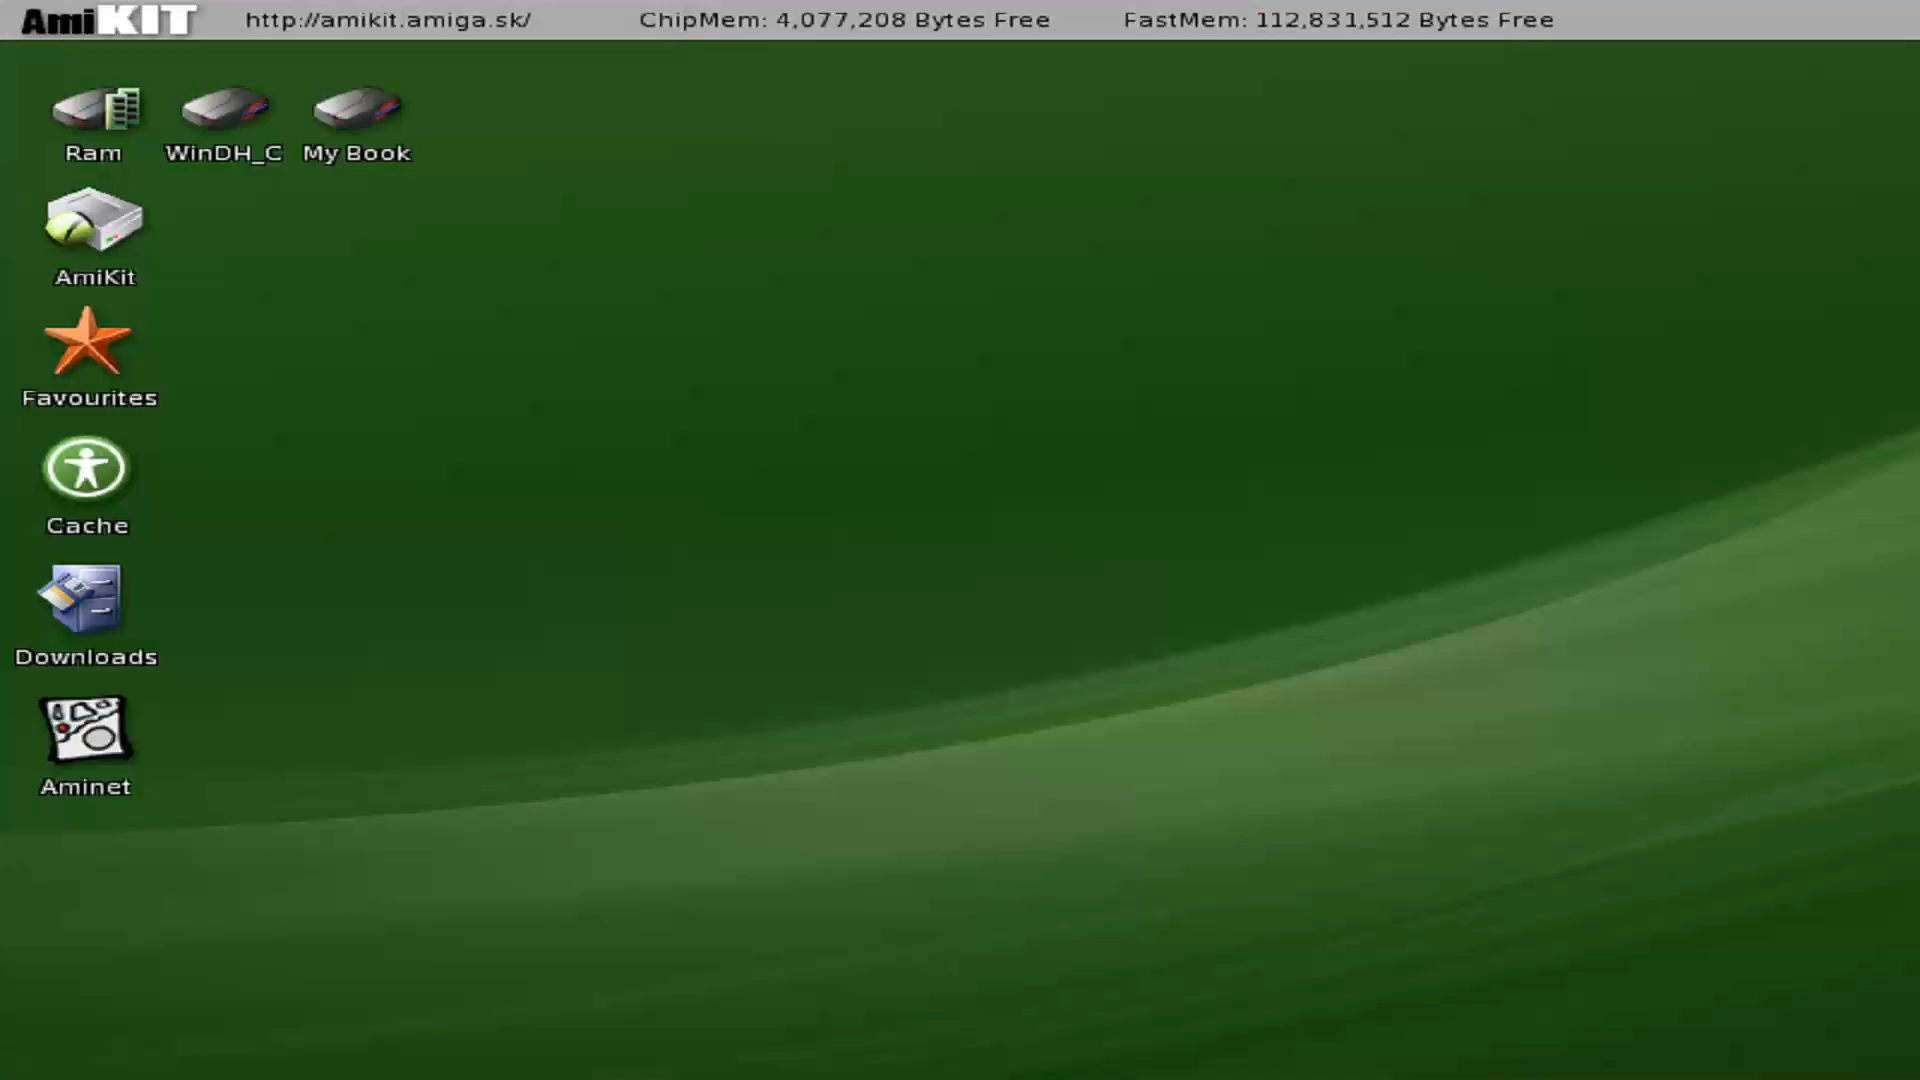 AmiKIT http://amikit.amiga.sk/ ChipMem: 4,077,208 Bytes Free FastMem: 112,831,512 Bytes Free
Ram WinDH_C My Book
AmiKit
Favourites
Cache
Downloads
Aminet